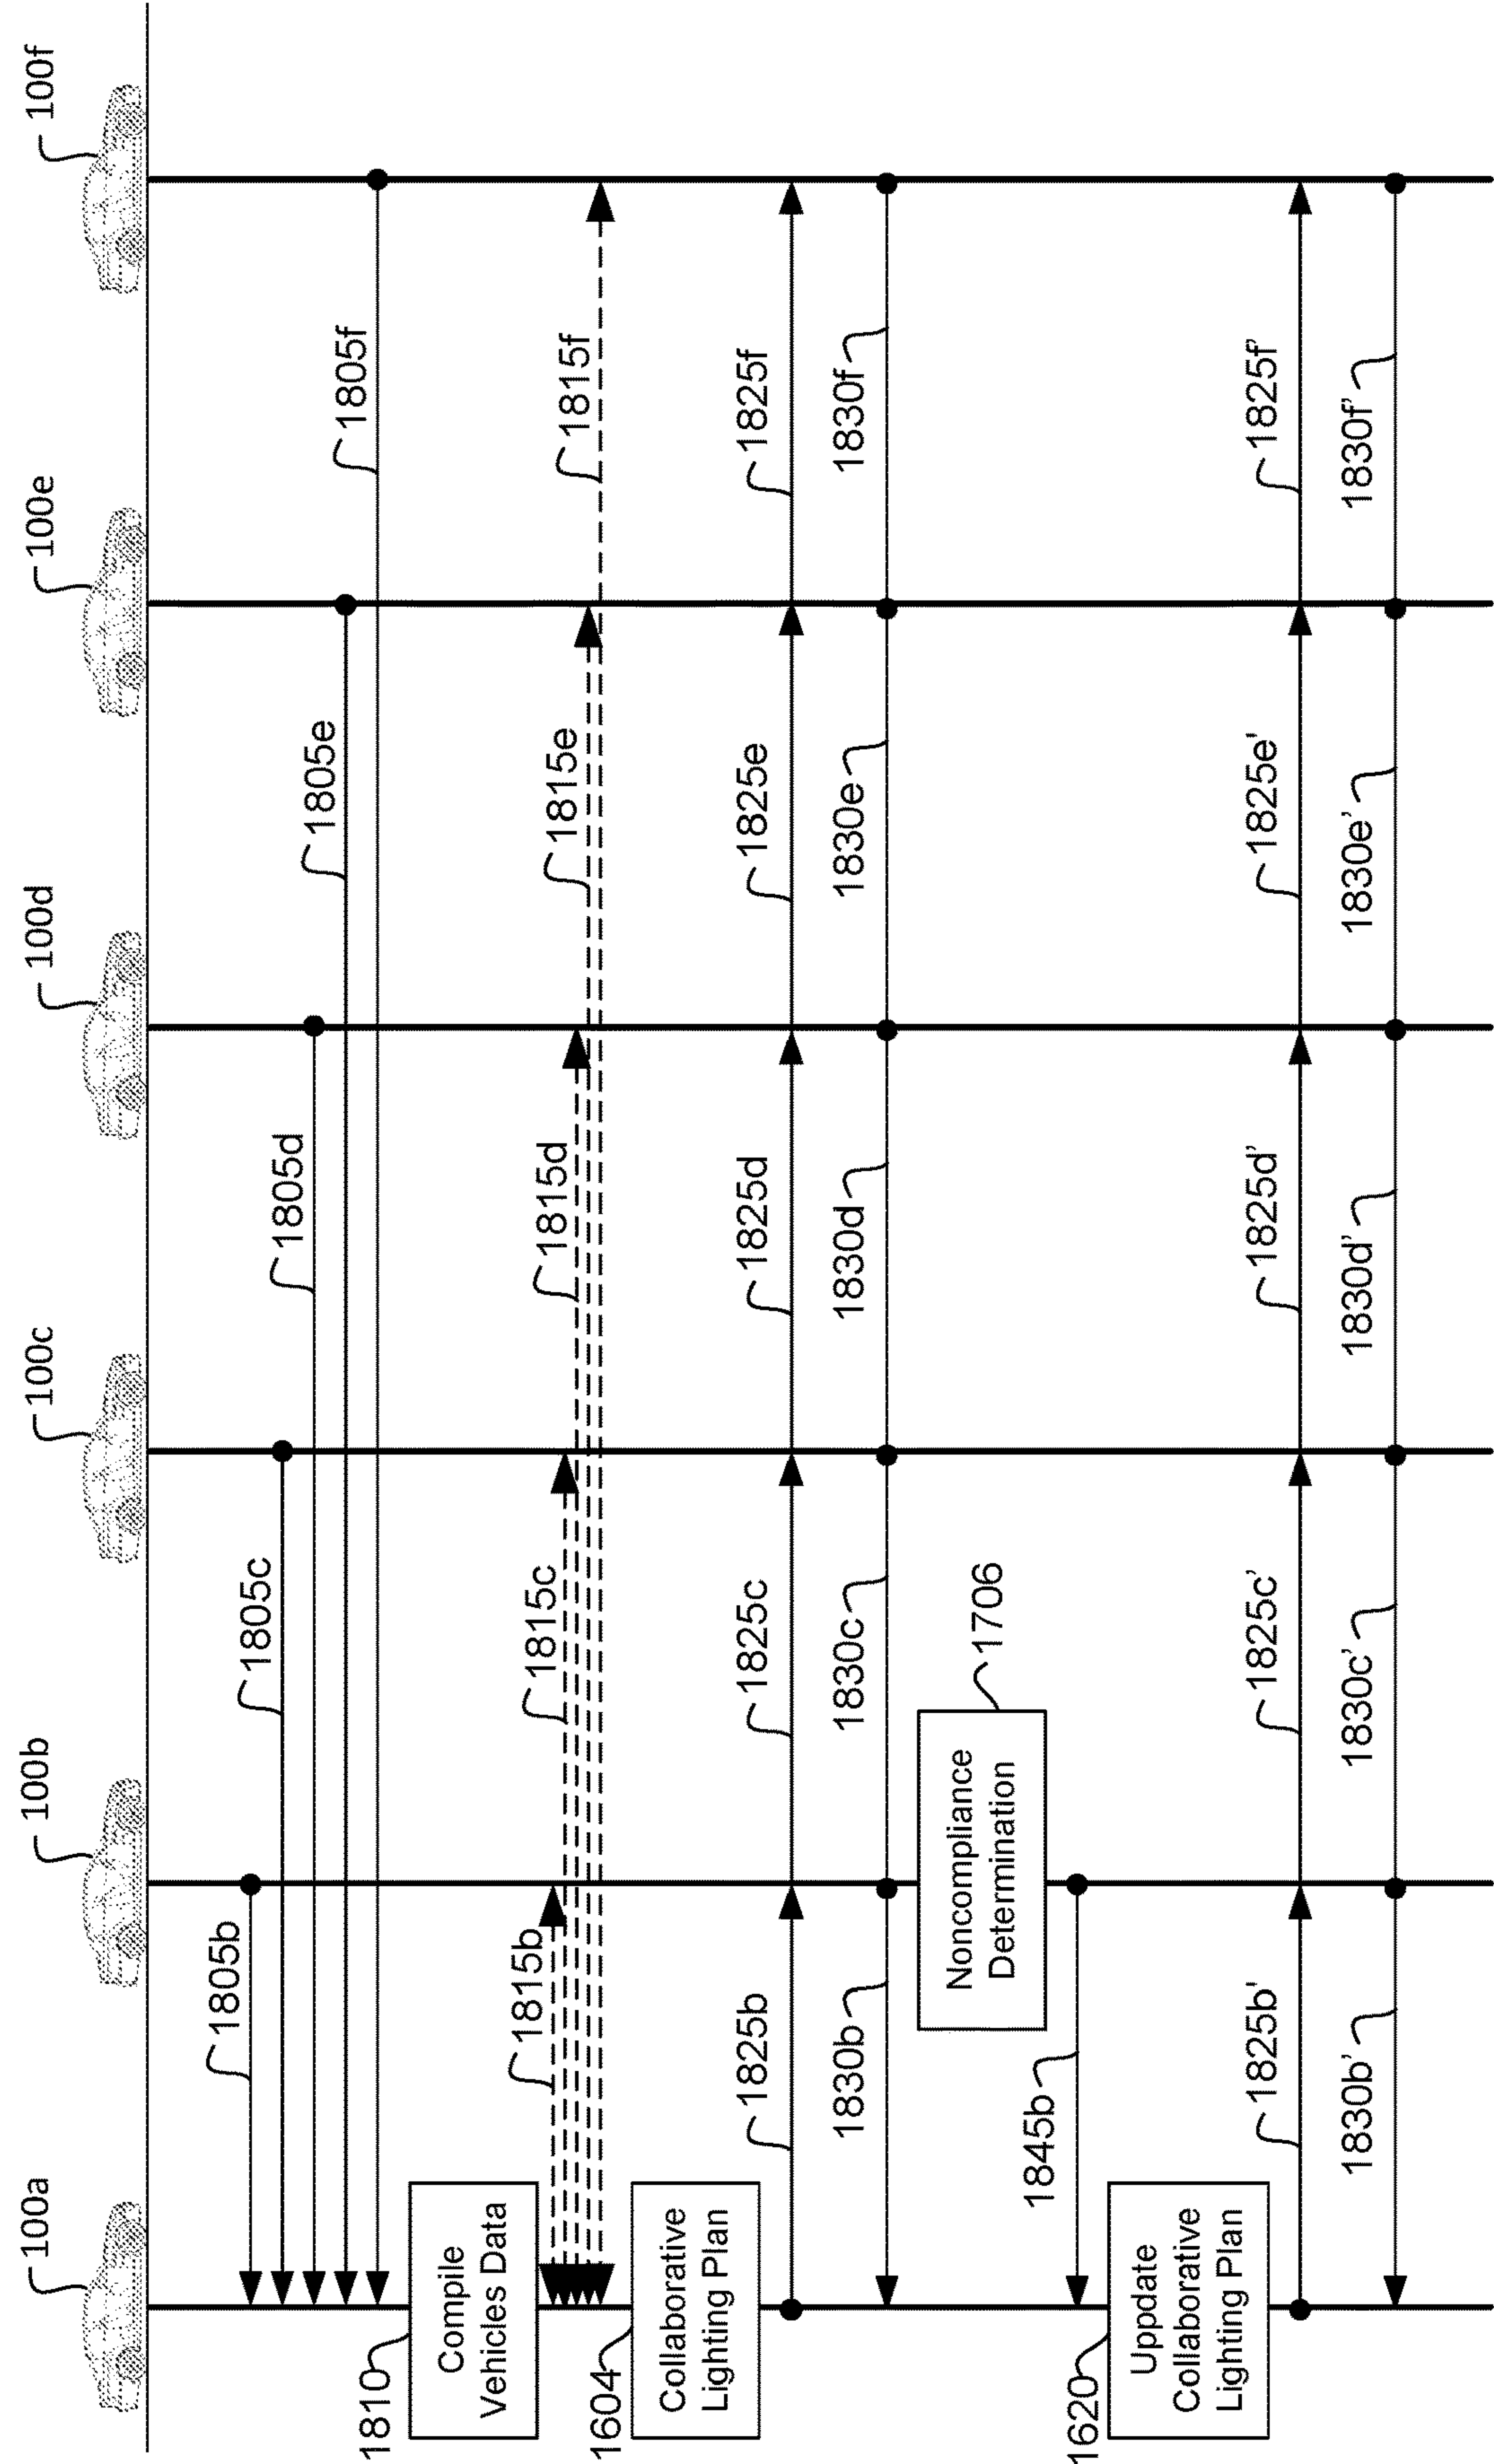 100a
100b
100c
100d
100e
100f
1805b
1805c
1805d
1805e
1805f
1810
Compile
Vehicles Data
1815b
1815c
1815d
1815e
1815f
1604
Collaborative
Lighting Plan
1825b
1825c
1825d
1825e
1825f
1830b
1830c
1830d
1830e
1830f
Noncompliance
Determination
1706
1845b
1620
Uppdate
Collaborative
Lighting Plan
1825b'
1825c'
1825d'
1825e'
1825f'
1830b'
1830c'
1830d'
1830e'
1830f'